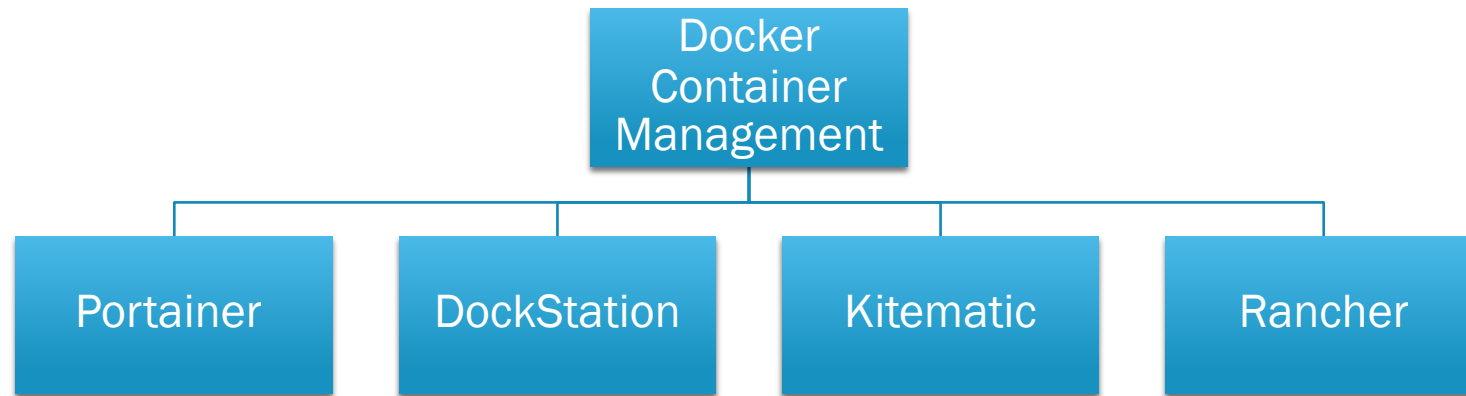 Docker
Container
Management
Portainer
DockStation
Kitematic
Rancher